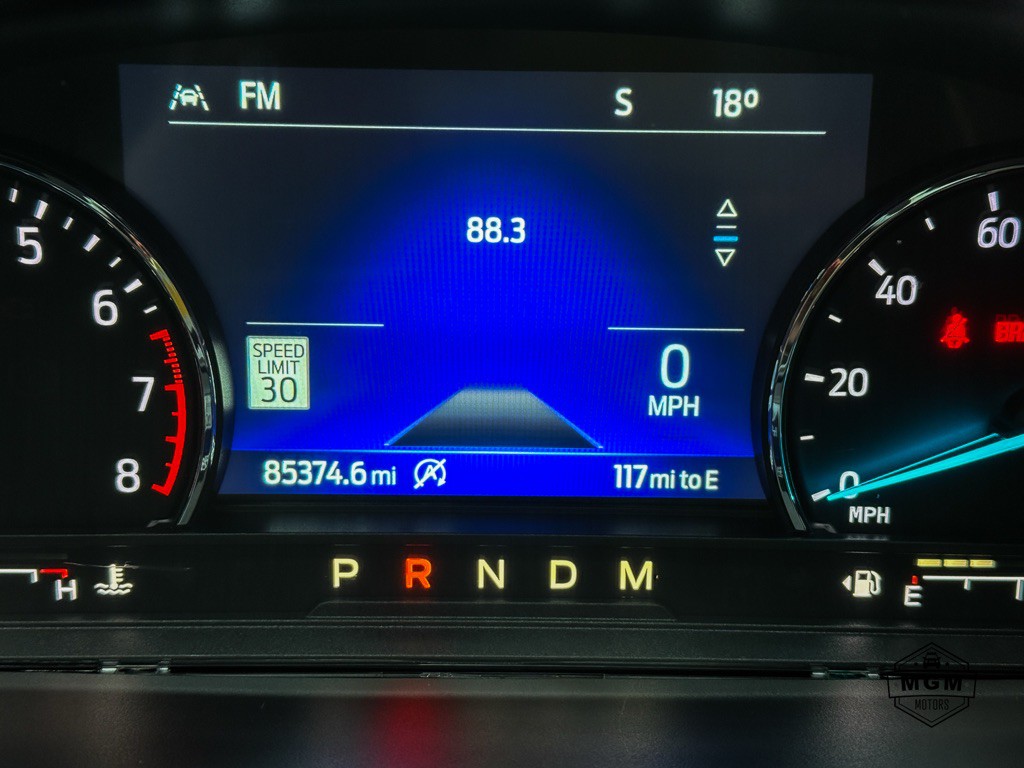 FM S 18°
88.3
5
6
7
8
SPEED
LIMIT
30
0
MPH
60
40
20
0
MPH
85374.6 mi 117 mi to E
H P R N D M E
MGM
MOTORS